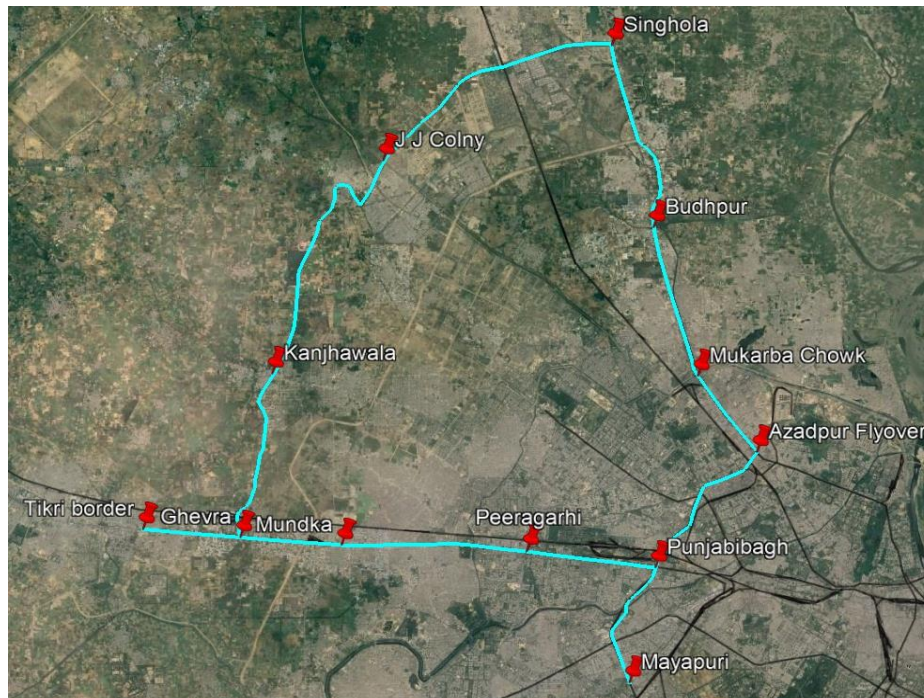 Singhola
J J Colny
Budhpur
Kanjhawala
Mukarba Chowk
Azadpur Flyover
Tikri border
Ghevra
Mundka
Peeragarhi
Punjabibagh
Mayapuri